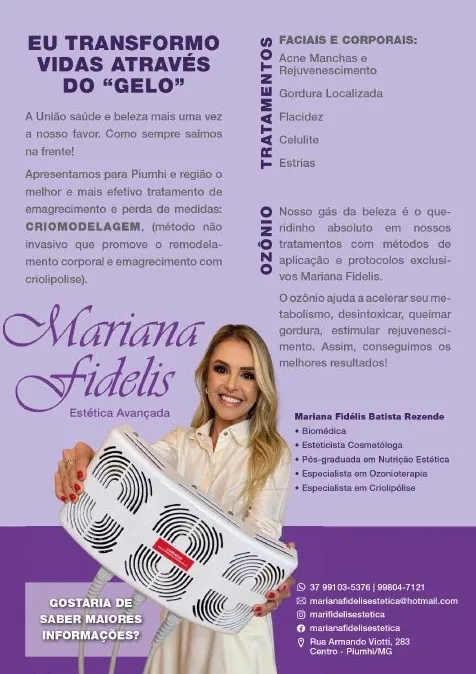 EU TRANSFORMO
VIDAS ATRAVÉS
DO “GELO”
A União saúde e beleza mais uma vez
a nosso favor. Como sempre saímos
na frente!
Apresentamos para Piumhi e região o
melhor e mais efetivo tratamento de
emagrecimento e perda de medidas:
CRIOMODELAGEM, (método não
invasivo que promove o remodela-
mento corporal e emagrecimento com
criolipolise).
TRATAMENTOS
FACIAIS E CORPORAIS:
Acne Manchas e
Rejuvenescimento
Gordura Localizada
Flacidez
Celulite
Estrias
OZÔNIO
Nosso gás da beleza é o que-
ridinho absoluto em nossos
tratamentos com métodos de
aplicação e protocolos exclusi-
vos Mariana Fidelis.
O ozônio ajuda a acelerar seu me-
tabolismo, desintoxicar, queimar
gordura, estimular rejuvenesci-
mento. Assim, conseguimos os
melhores resultados!
Mariana
Fidelis
Estética Avançada
Mariana Fidélis Batista Rezende
• Biomédica
• Esteticista Cosmetóloga
• Pós-graduada em Nutrição Estética
• Especialista em Ozonioterapia
• Especialista em Criolipólise
GOSTARIA DE
SABER MAIORES
INFORMAÇÕES?
37 99103-5376 | 99804-7121
marianafidelisestetica@hotmail.com
marifidelisestetica
marianafidelisestetica
Rua Armando Viotti, 283
Centro - Piumhi/MG